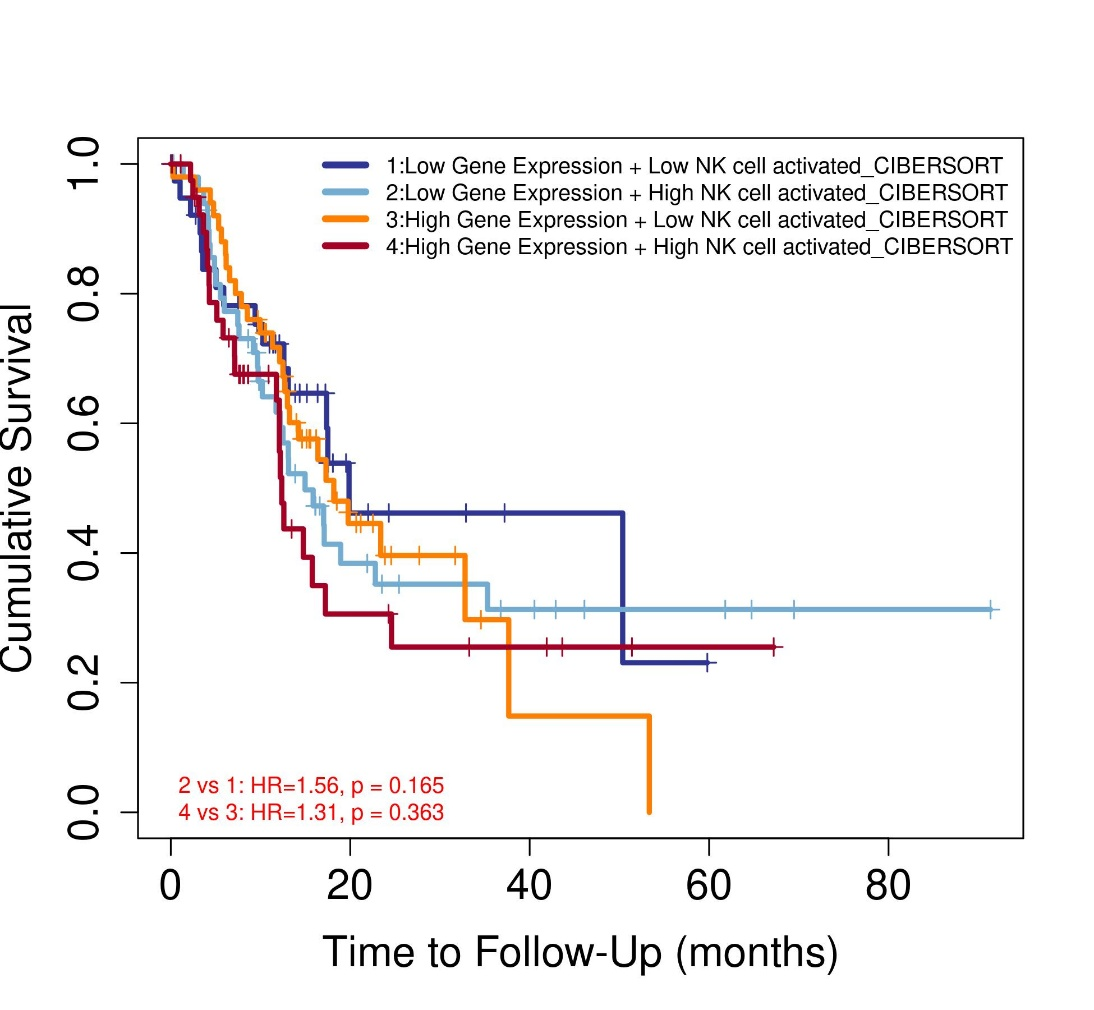 1:Low Gene Expression + Low NK cell activated_CIBERSORT
2:Low Gene Expression + High NK cell activated_CIBERSORT
3:High Gene Expression + Low NK cell activated_CIBERSORT
4:High Gene Expression + High NK cell activated_CIBERSORT
Cumulative Survival
1.0
0.8
0.6
0.4
0.2
0.0
2 vs 1: HR=1.56, p = 0.165
4 vs 3: HR=1.31, p = 0.363
0 20 40 60 80
Time to Follow-Up (months)